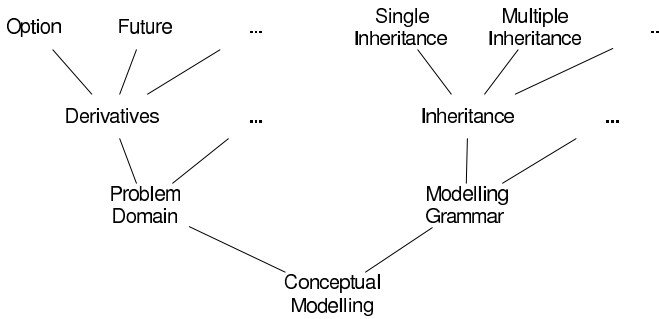 Option Future ... Single Multiple
Inheritance Inheritance ..
Derivatives ... Inheritance ...
Problem Modelling
Domain Grammar
Conceptual
Modelling